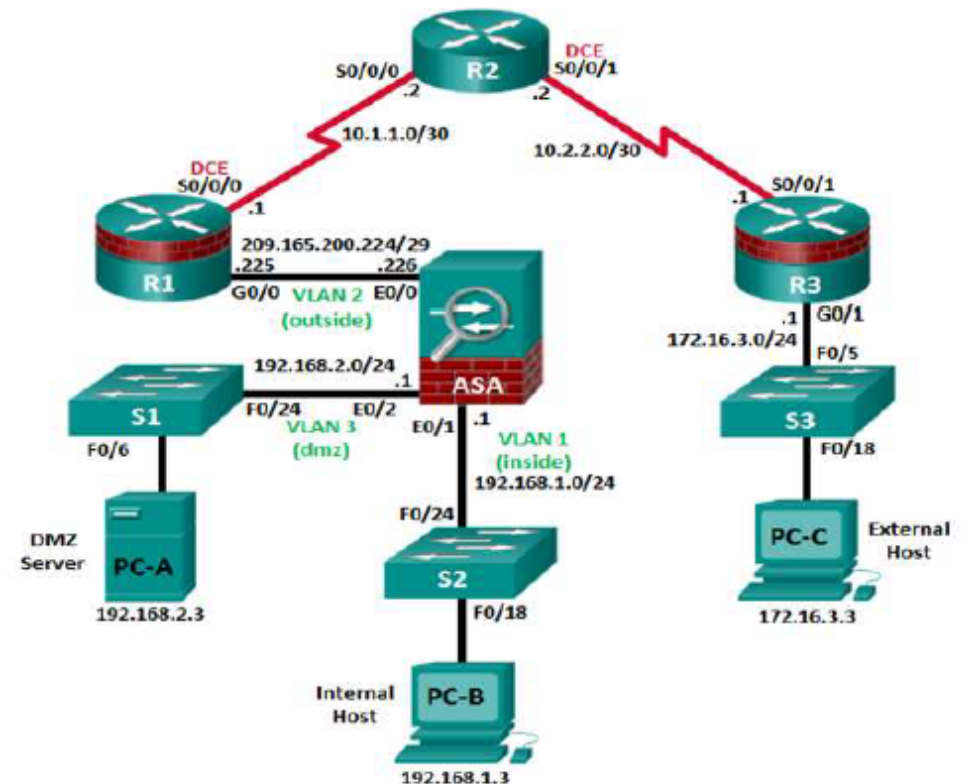 R2
S0/0/0
DCE
S0/0/1
.2
.2
10.1.1.0/30
10.2.2.0/30
DCE
S0/0/0
.1
S0/0/1
.1
R1
209.165.200.224/29
.225
.226
G0/0
VLAN 2
(outside)
E0/0
ASA
R3
.1
G0/1
172.16.3.0/24
F0/5
192.168.2.0/24
.1
S1
F0/24
E0/2
VLAN 3
(dmz)
E0/1
.1
VLAN 1
(inside)
192.168.1.0/24
S3
F0/6
F0/18
DMZ
Server
PC-A
192.168.2.3
F0/24
S2
F0/18
PC-C
External
Host
172.16.3.3
Internal
Host
PC-B
192.168.1.3